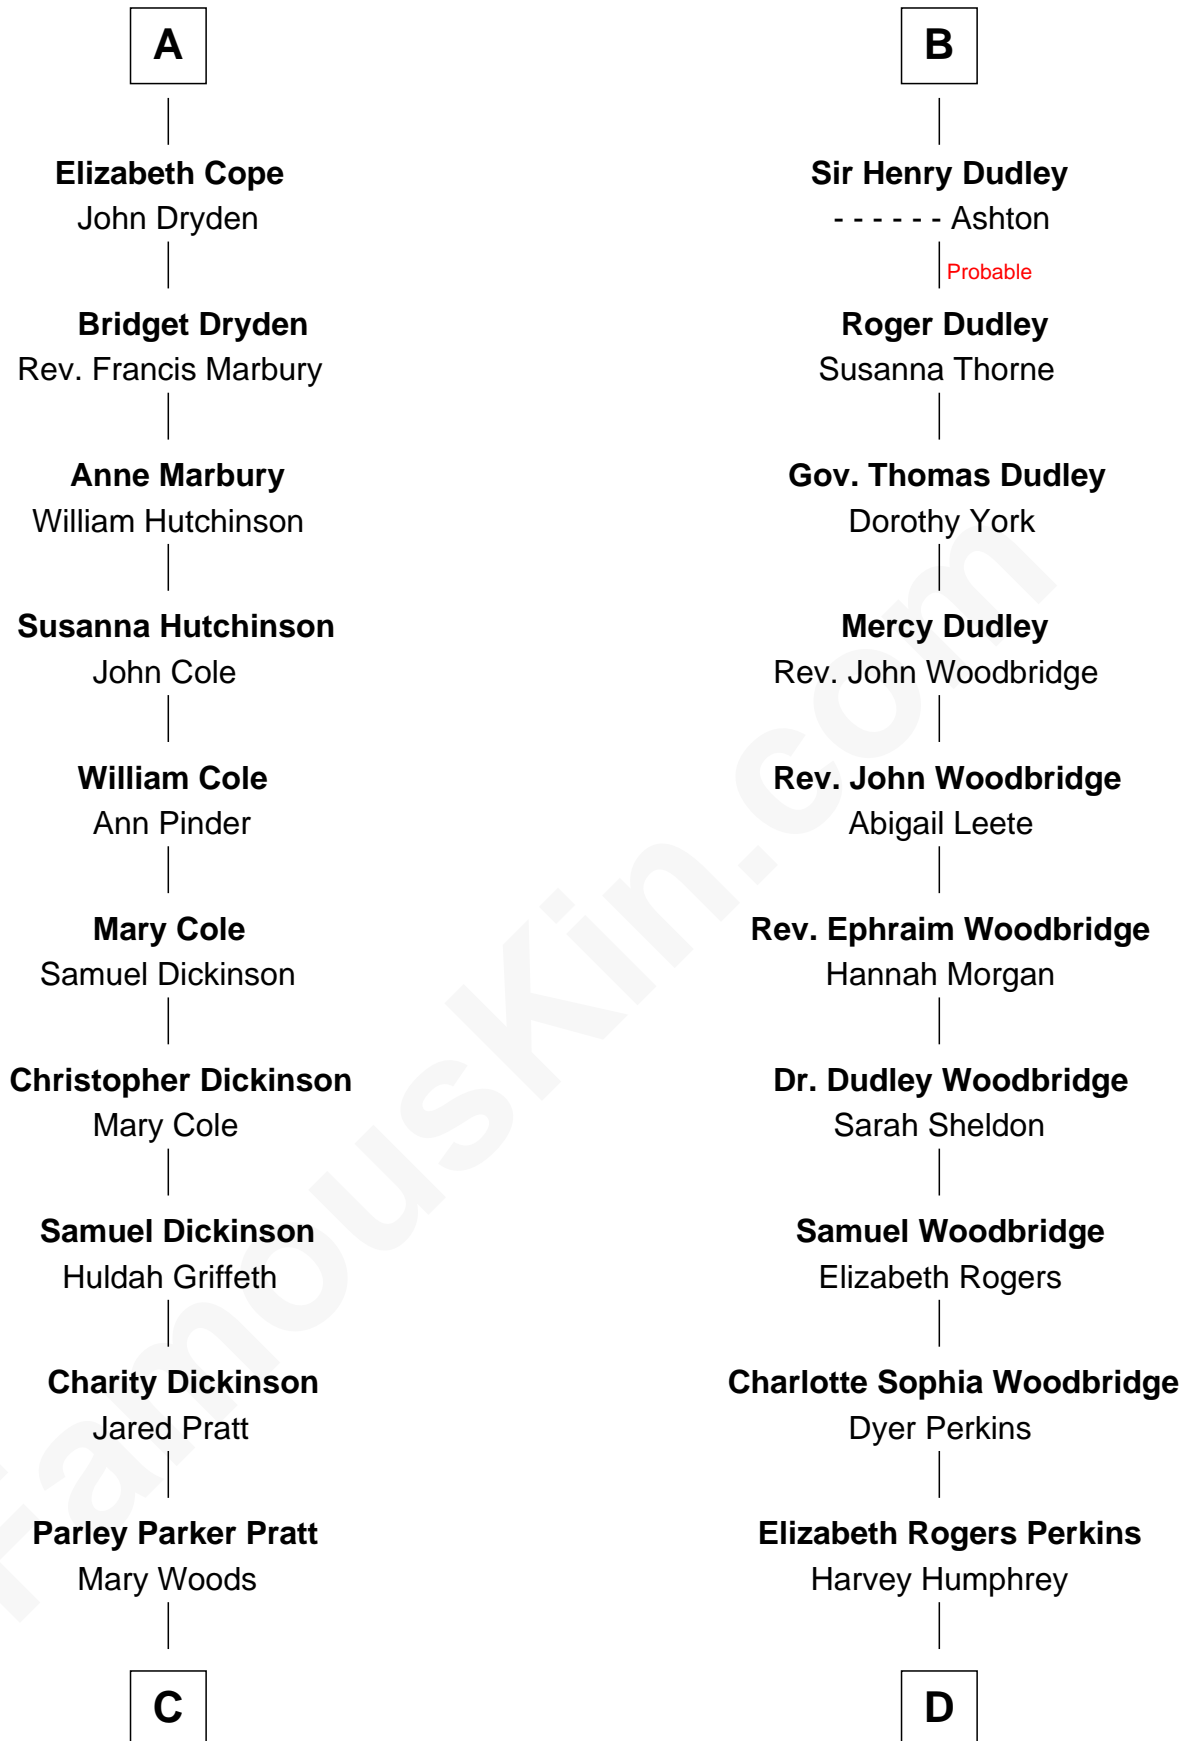 A
Elizabeth Cope
John Dryden
Bridget Dryden
Rev. Francis Marbury
Anne Marbury
William Hutchinson
Susanna Hutchinson
John Cole
William Cole
Ann Pinder
Mary Cole
Samuel Dickinson
Christopher Dickinson
Mary Cole
Samuel Dickinson
Huldah Griffeth
Charity Dickinson
Jared Pratt
Parley Parker Pratt
Mary Woods
C
B
Sir Henry Dudley
- - - - - - Ashton
Probable
Roger Dudley
Susanna Thorne
Gov. Thomas Dudley
Dorothy York
Mercy Dudley
Rev. John Woodbridge
Rev. John Woodbridge
Abigail Leete
Rev. Ephraim Woodbridge
Hannah Morgan
Dr. Dudley Woodbridge
Sarah Sheldon
Samuel Woodbridge
Elizabeth Rogers
Charlotte Sophia Woodbridge
Dyer Perkins
Elizabeth Rogers Perkins
Harvey Humphrey
D
FamousKin.com